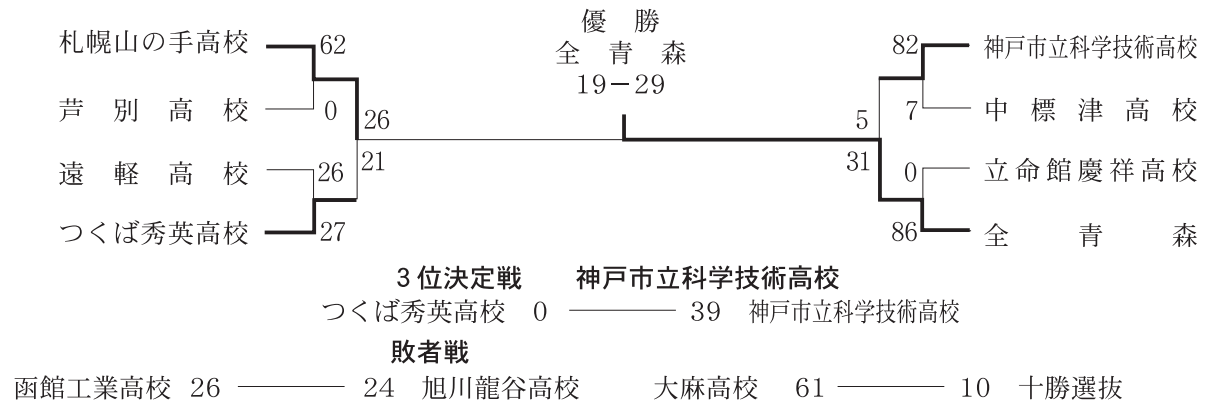 優　勝
全　青　森
19－29
札幌山の手高校　62
芦別高校　0
26
21
遠軽高校　26
つくば秀英高校　27
82　神戸市立科学技術高校
7　中標津高校
5
31
0　立命館慶祥高校
86　全青森
3位決定戦　神戸市立科学技術高校
つくば秀英高校　0　39　神戸市立科学技術高校
敗者戦
函館工業高校　26　24　旭川龍谷高校　大麻高校　61　10　十勝選抜